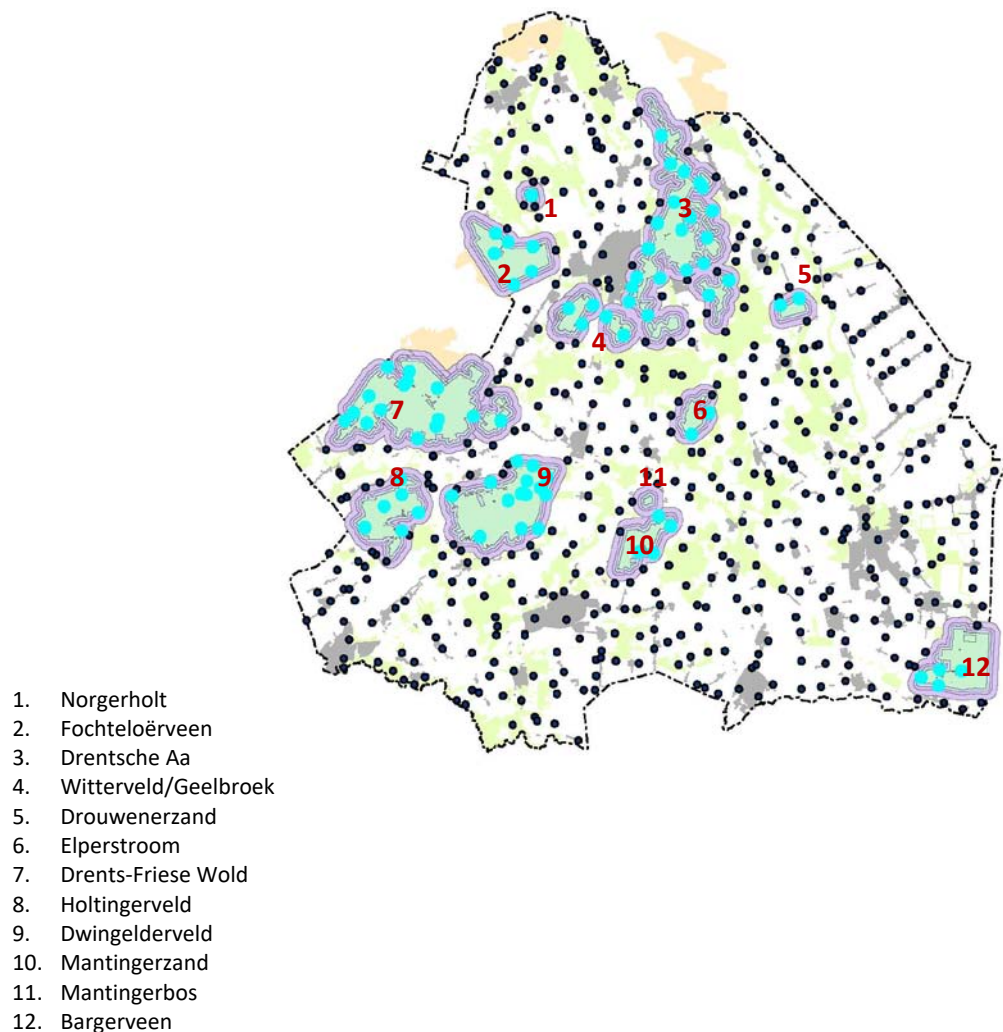 1
3
2
5
4
7
6
8
9
11
10
12
1. Norgerholt
2. Fochteloërveen
3. Drentsche Aa
4. Witterveld/Geelbroek
5. Drouwenerzand
6. Elperstroom
7. Drents-Friese Wold
8. Holtingerveld
9. Dwingelderveld
10. Mantingerzand
11. Mantingerbos
12. Bargerveen